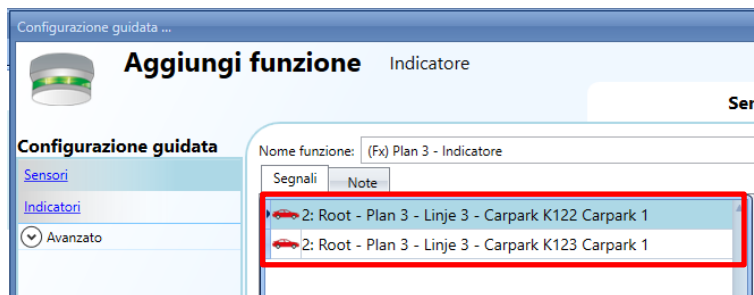 Configurazione guidata ...
Aggiungi funzione Indicatore
Configurazione guidata
Sensori
Indicatori
Avanzato
Nome funzione: (Fx) Plan 3 - Indicatore
Segnali Note
2: Root - Plan 3 - Linje 3 - Carpark K122 Carpark 1
2: Root - Plan 3 - Linje 3 - Carpark K123 Carpark 1